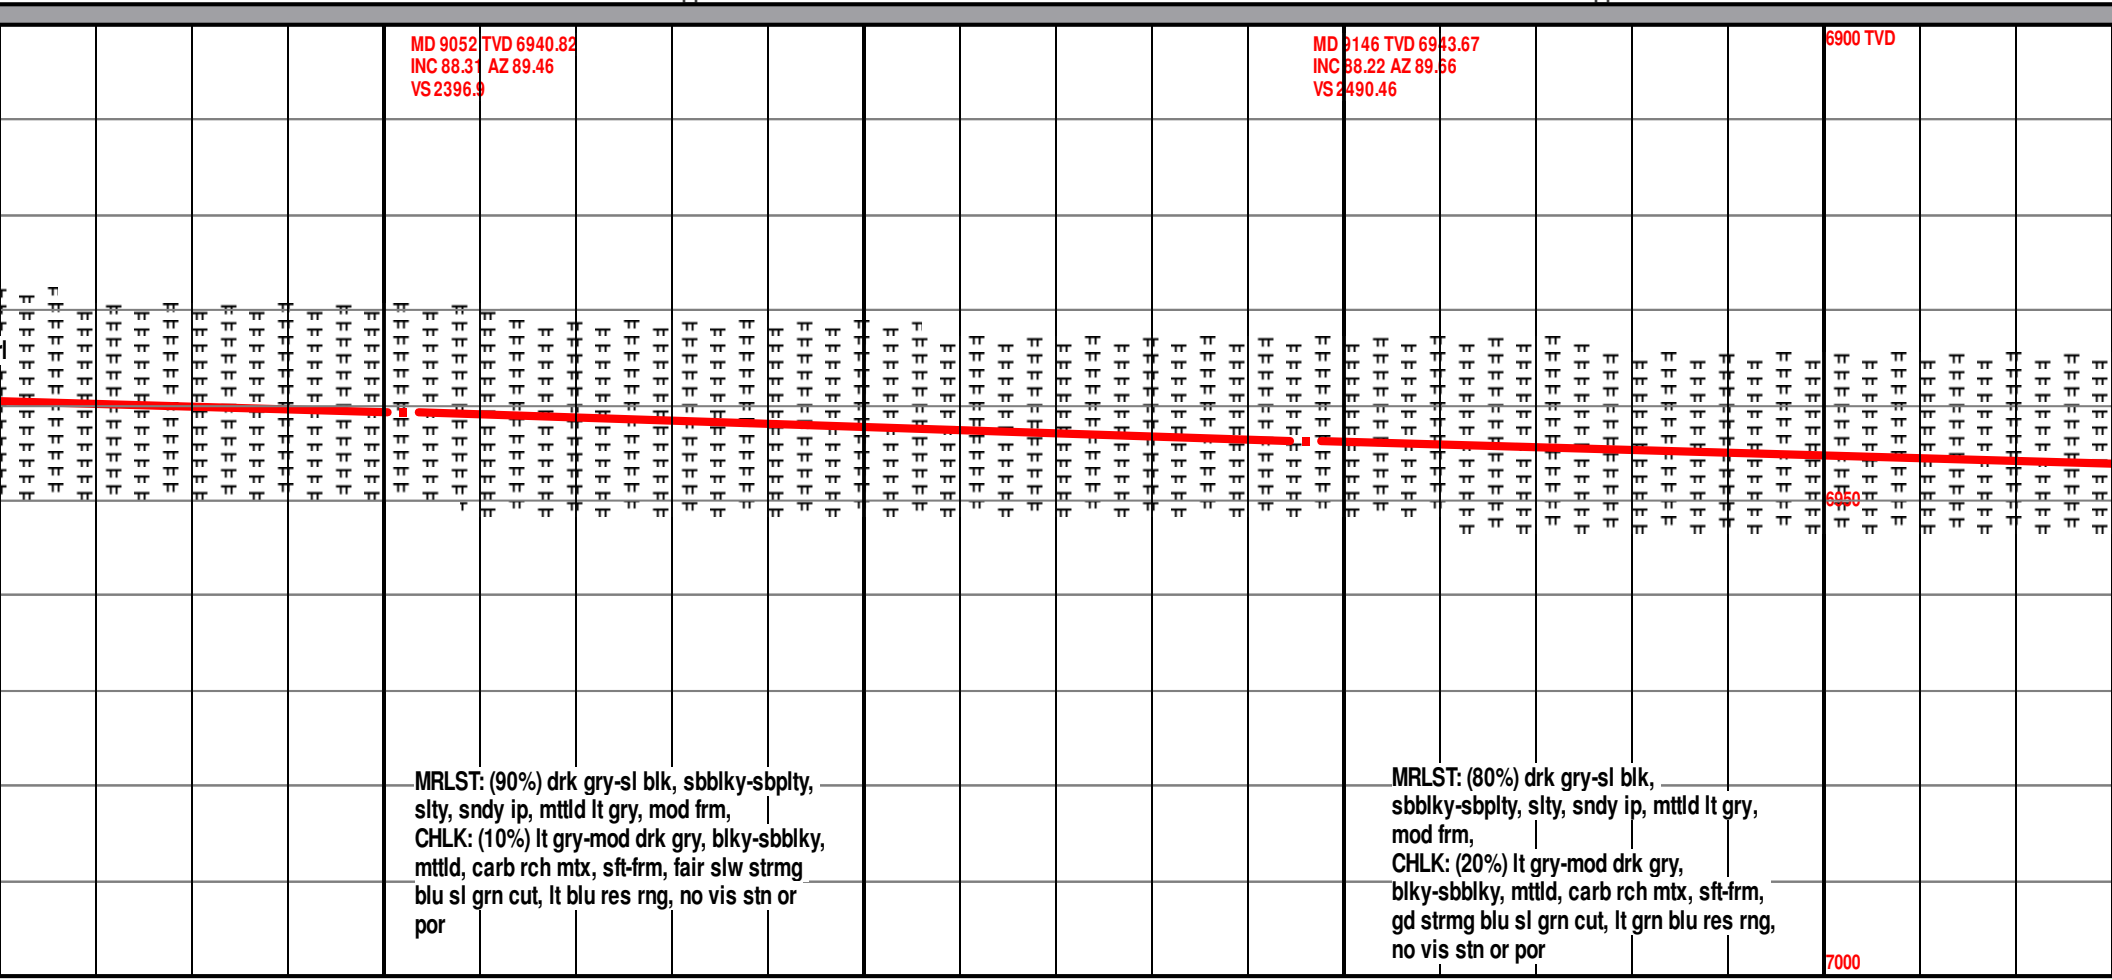 MD 9052 TVD 6940.82
INC 88.31 AZ 89.46
VS 2396.9
MD 9146 TVD 6943.67
INC 88.22 AZ 89.66
VS 2490.46
6900 TVD
6950
MRLST: (90%) drk gry-sl blk, sbblky-sbplty,
slty, sndy ip, mttld lt gry, mod frm,
CHLK: (10%) lt gry-mod drk gry, blky-sbblky,
mttld, carb rch mtx, sft-frm, fair slw strmg
blu sl grn cut, lt blu res rng, no vis stn or
por
MRLST: (80%) drk gry-sl blk,
sbblky-sbplty, slty, sndy ip, mttld lt gry,
mod frm,
CHLK: (20%) lt gry-mod drk gry,
blky-sbblky, mttld, carb rch mtx, sft-frm,
gd strmg blu sl grn cut, lt grn blu res rng,
no vis stn or por
7000